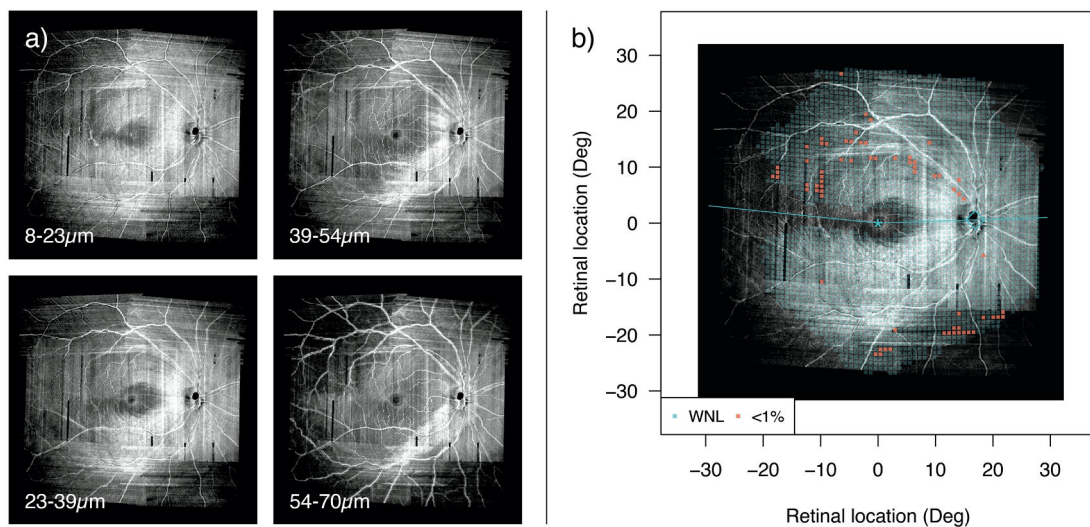 a)
8-23µm
39-54µm
23-39µm
54-70µm
b)
Retinal location (Deg)
30
20
10
0
−10
−20
−30
WNL <1%
−30 −20 −10 0 10 20 30
Retinal location (Deg)